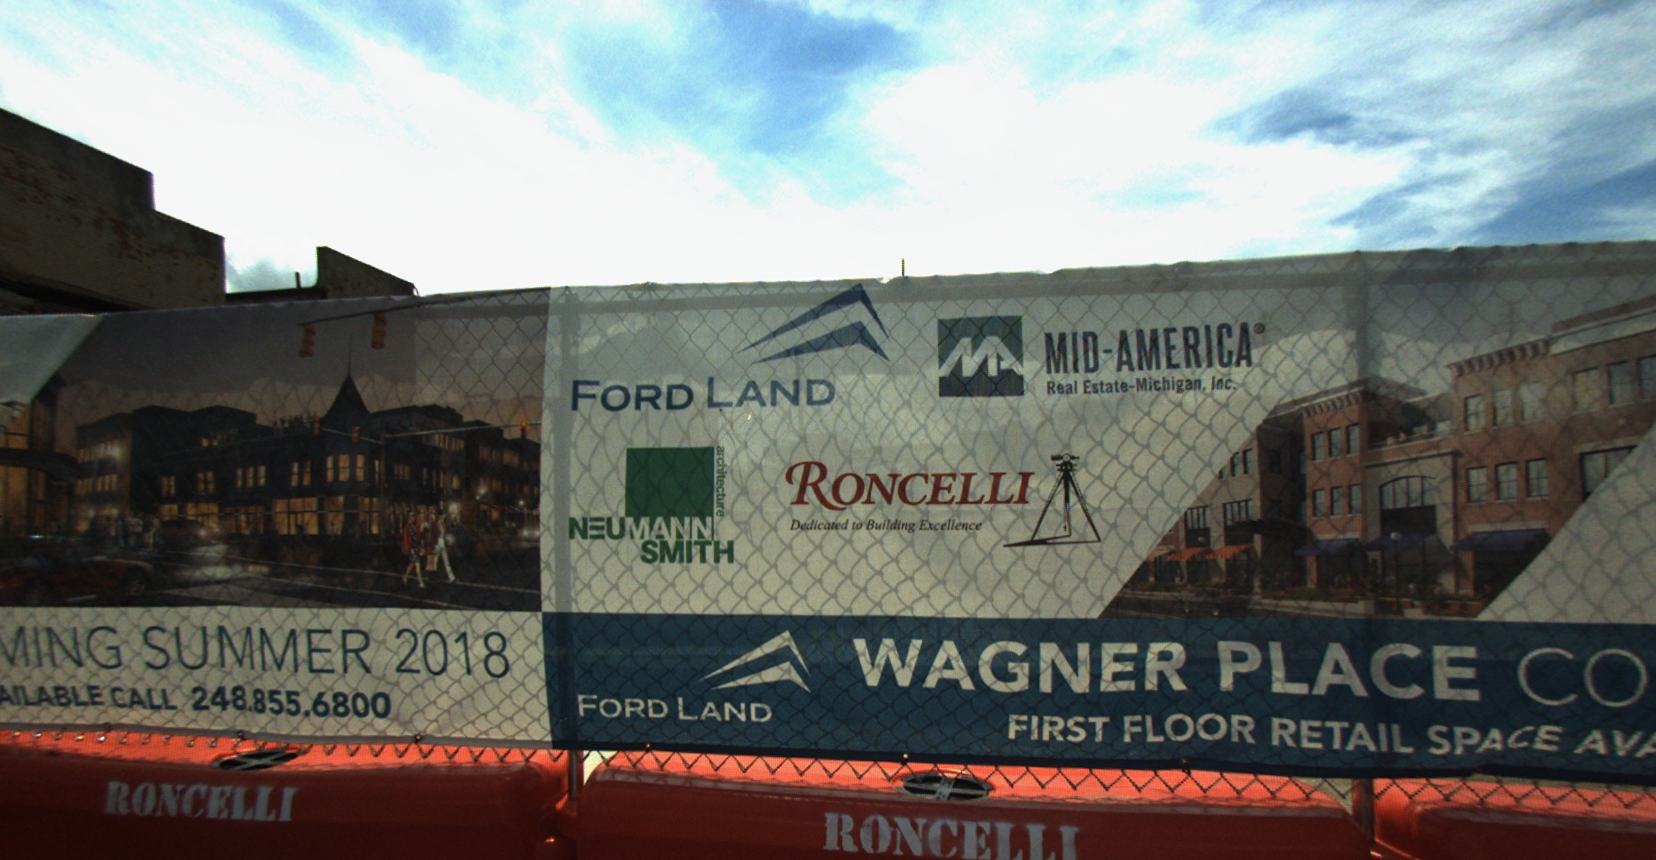 FORD LAND
MA
MID-AMERICA®
Real Estate-Michigan, Inc.
architecture
NEUMANN
SMITH
RONCELLI
Dedicated to Building Excellence
MING SUMMER 2018
AILABLE CALL 248.855.6800
FORD LAND
WAGNER PLACE CO
FIRST FLOOR RETAIL SPACE AVA
RONCELLI
RONCELLI